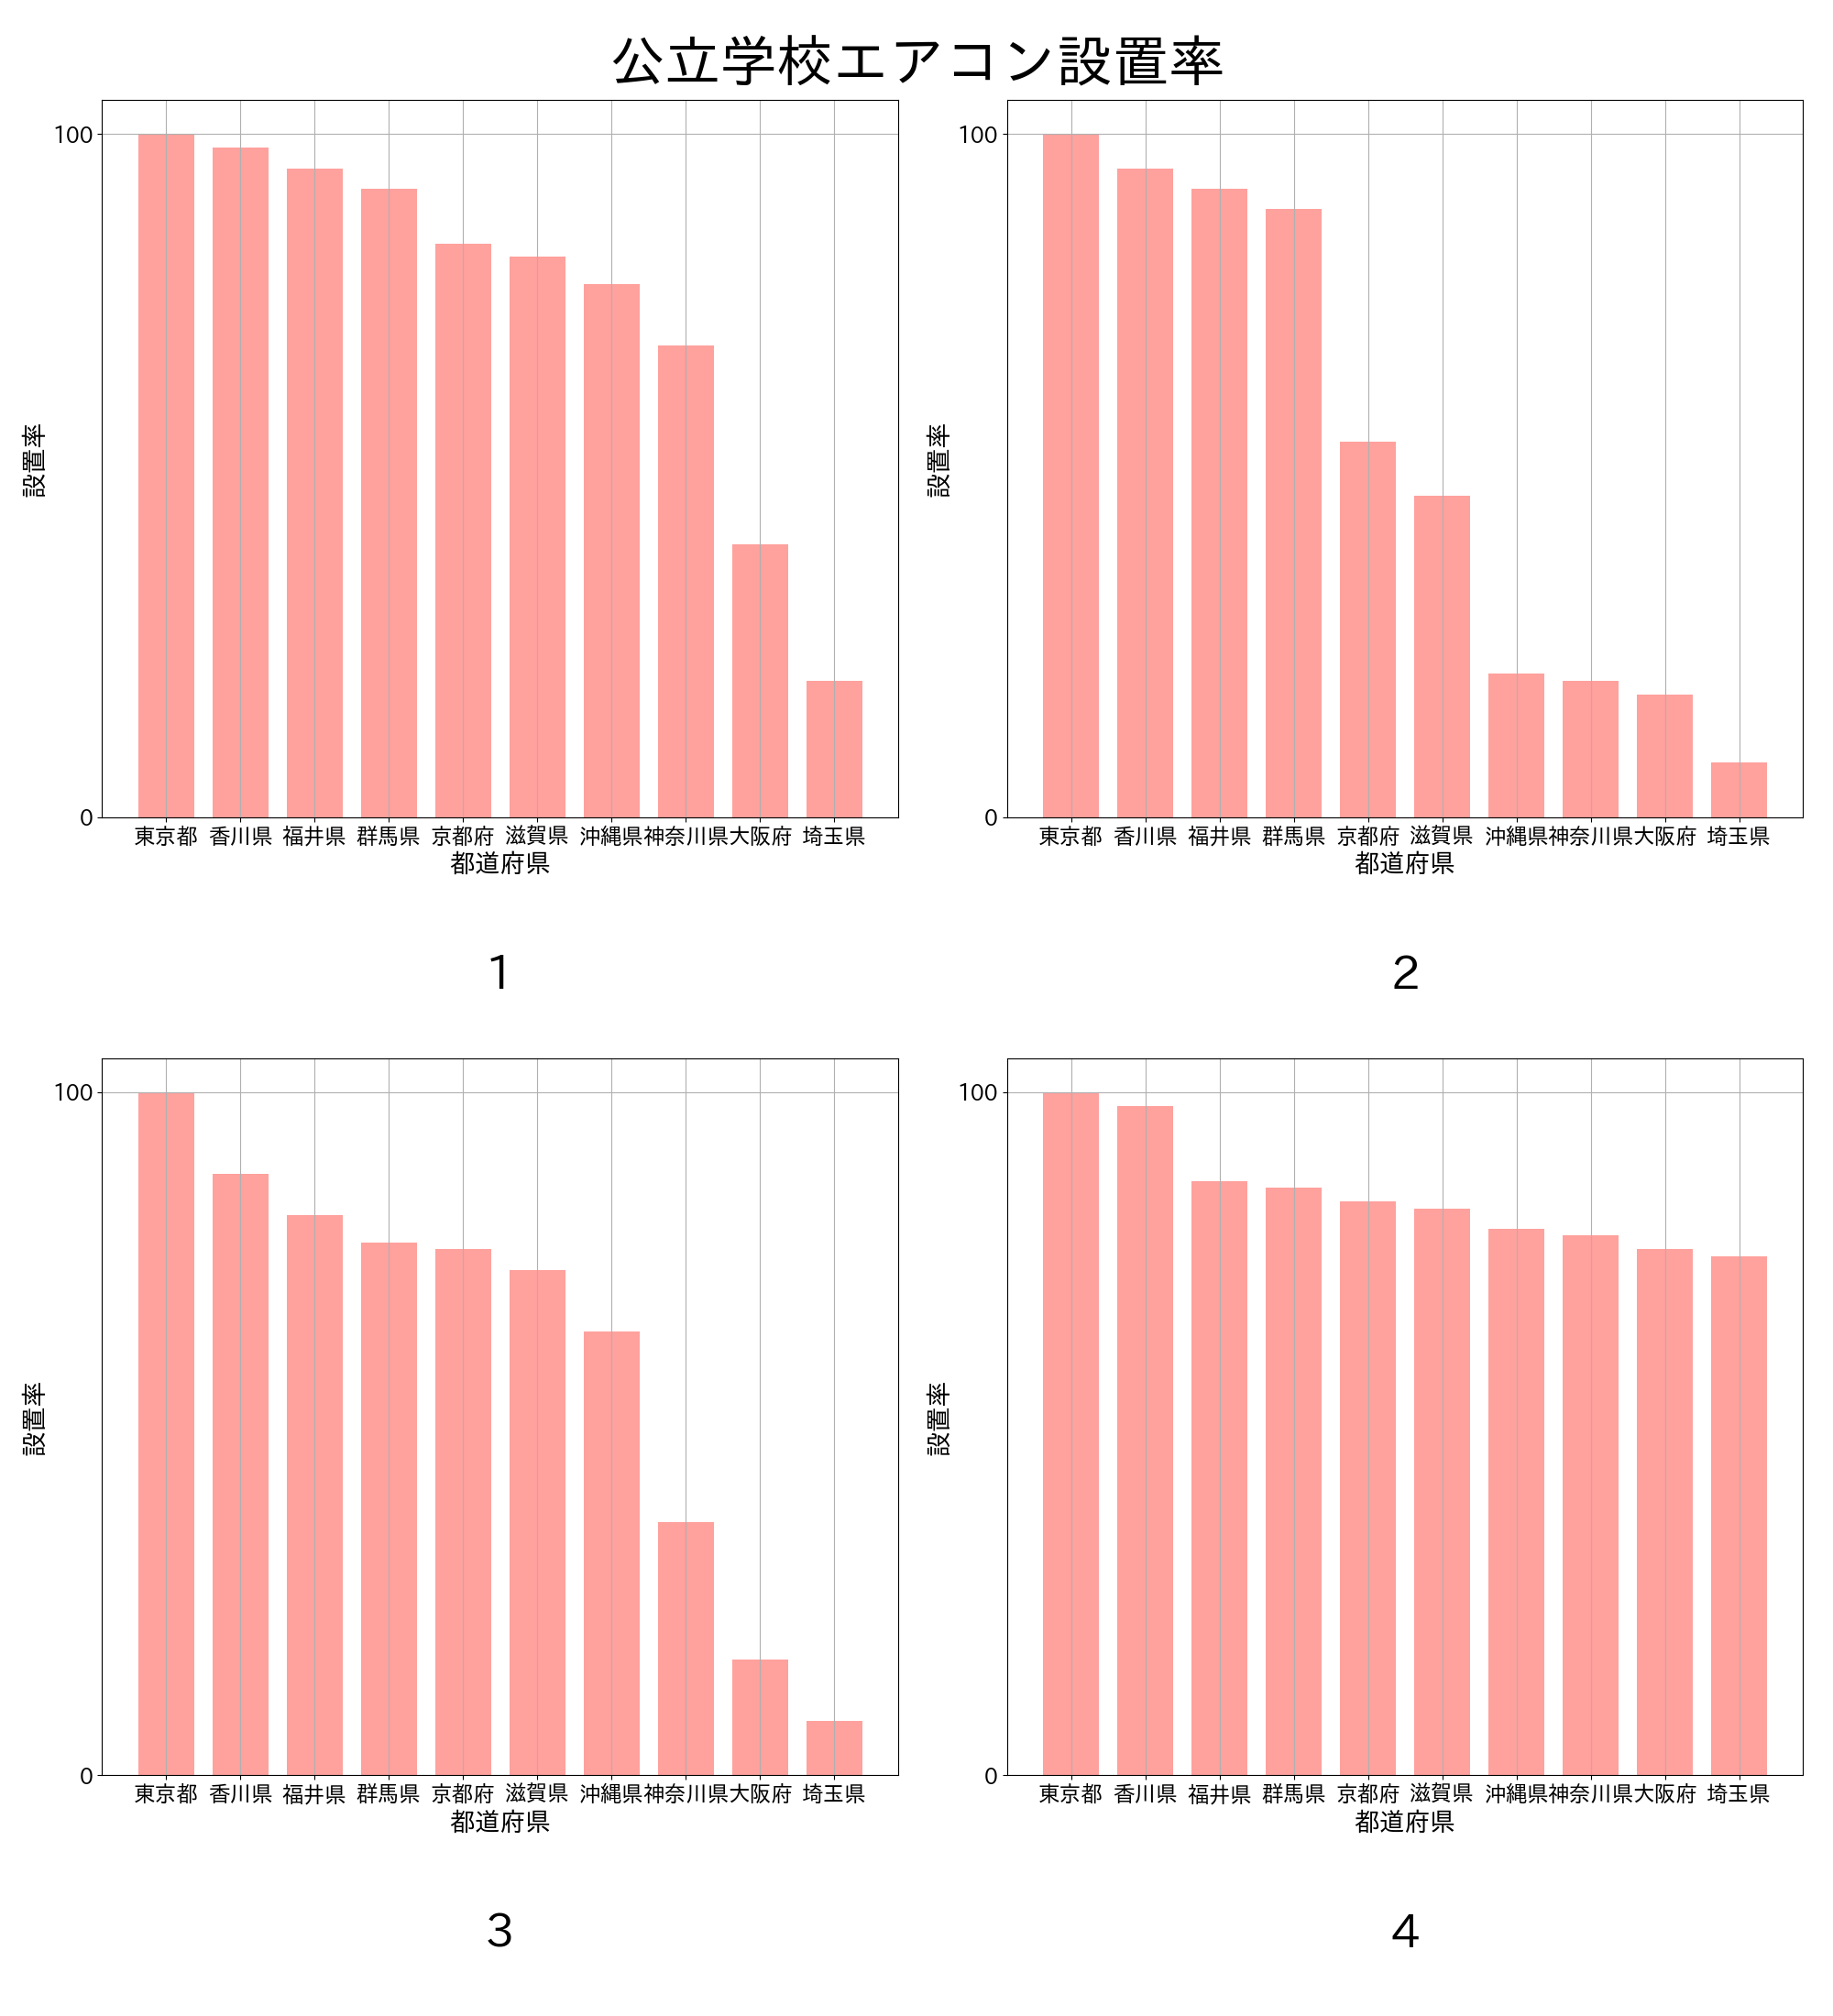 公立学校エアコン設置率
100
0
設置率
東京都 香川県 福井県 群馬県 京都府 滋賀県 沖縄県 神奈川県 大阪府 埼玉県
都道府県
1
100
0
設置率
東京都 香川県 福井県 群馬県 京都府 滋賀県 沖縄県 神奈川県 大阪府 埼玉県
都道府県
2
100
0
設置率
東京都 香川県 福井県 群馬県 京都府 滋賀県 沖縄県 神奈川県 大阪府 埼玉県
都道府県
3
100
0
設置率
東京都 香川県 福井県 群馬県 京都府 滋賀県 沖縄県 神奈川県 大阪府 埼玉県
都道府県
4